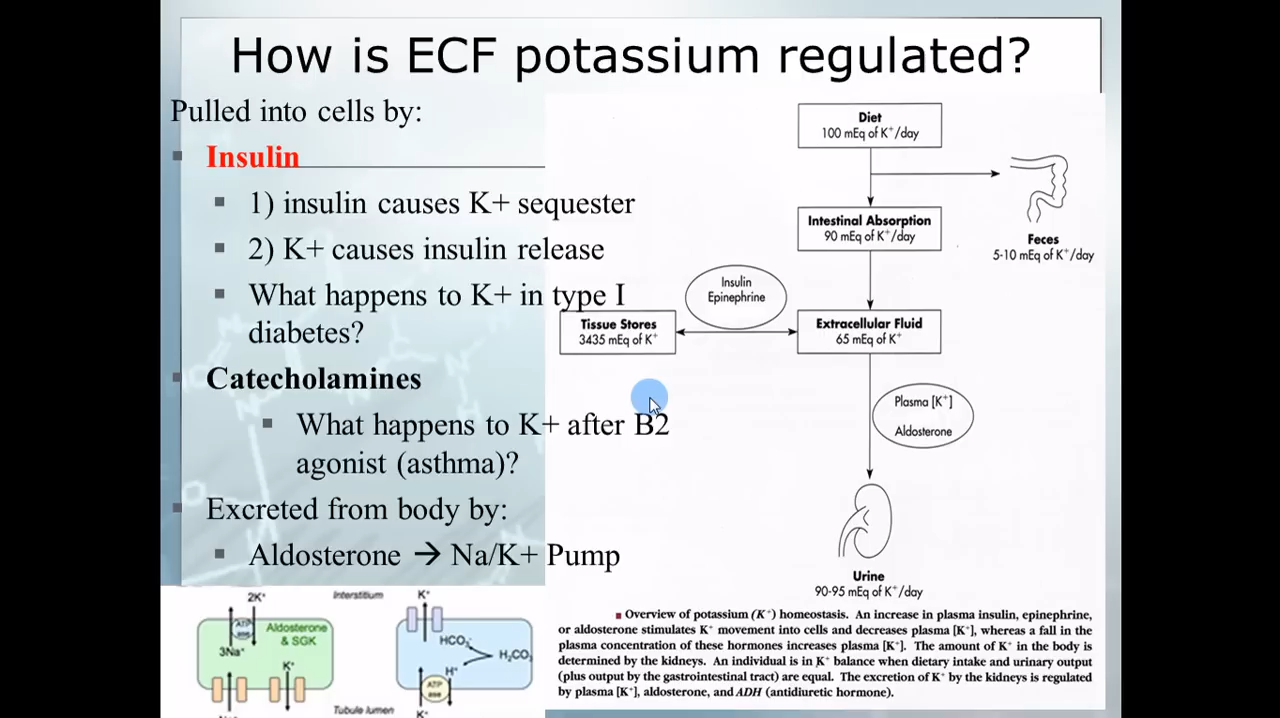 How is ECF potassium regulated?
Pulled into cells by:
Insulin
1) insulin causes K+ sequester
2) K+ causes insulin release
What happens to K+ in type I
diabetes?
Catecholamines
What happens to K+ after B2
agonist (asthma)?
Excreted from body by:
Aldosterone → Na/K+ Pump
Diet
100 mEq of K⁺/day
Intestinal Absorption
90 mEq of K⁺/day
Feces
5-10 mEq of K⁺/day
Insulin
Epinephrine
Tissue Stores
3435 mEq of K⁺
Extracellular Fluid
65 mEq of K⁺
Plasma [K⁺]
Aldosterone
Urine
90-95 mEq of K⁺/day
■ Overview of potassium (K⁺) homeostasis. An increase in plasma insulin, epinephrine,
or aldosterone stimulates K⁺ movement into cells and decreases plasma [K⁺], whereas a fall in the
plasma concentration of these hormones increases plasma [K⁺]. The amount of K⁺ in the body is
determined by the kidneys. An individual is in K⁺ balance when dietary intake and urinary output
(plus output by the gastrointestinal tract) are equal. The excretion of K⁺ by the kidneys is regulated
by plasma [K⁺], aldosterone, and ADH (antidiuretic hormone).
2K⁺
Interstitium
K⁺
ATP
ase
Aldosterone
& SGK
3Na⁺
K⁺
HCO₃
H₂CO₃
H⁺
ATP
ase
Tubule lumen
K⁺